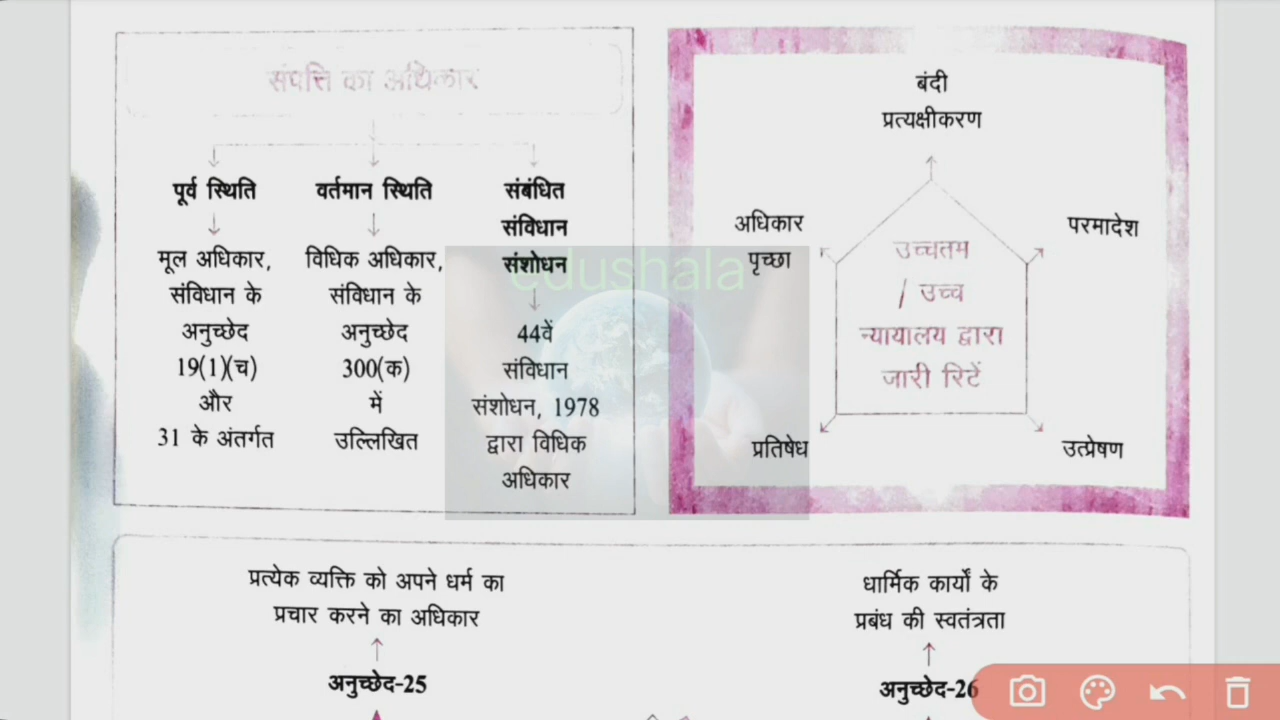 संपत्ति का अधिकार
पूर्व स्थिति
मूल अधिकार,
संविधान के
अनुच्छेद
19(1)(च)
और
31 के अंतर्गत
वर्तमान स्थिति
विधिक अधिकार,
संविधान के
अनुच्छेद
300(क)
में
उल्लिखित
संबंधित
संविधान
संशोधन
44वें
संविधान
संशोधन, 1978
द्वारा विधिक
अधिकार
edushala
बंदी
प्रत्यक्षीकरण
अधिकार
पृच्छा
परमादेश
उच्चतम
/ उच्च
न्यायालय द्वारा
जारी रिटें
प्रतिषेध
उत्प्रेषण
प्रत्येक व्यक्ति को अपने धर्म का
प्रचार करने का अधिकार
अनुच्छेद-25
धार्मिक कार्यों के
प्रबंध की स्वतंत्रता
अनुच्छेद-26